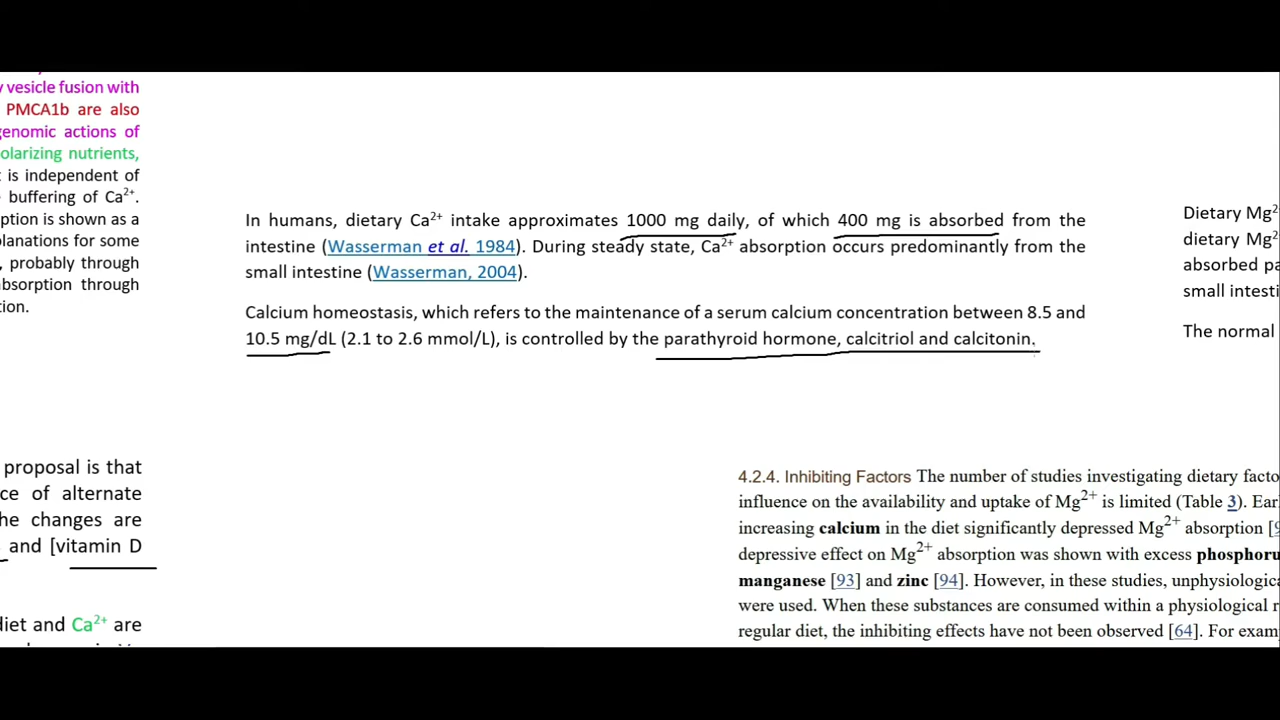 y vesicle fusion with
PMCA1b are also
genomic actions of
olarizing nutrients,
is independent of
buffering of Ca²⁺.
ption is shown as a
planations for some
, probably through
absorption through
ion.
In humans, dietary Ca²⁺ intake approximates 1000 mg daily, of which 400 mg is absorbed from the
intestine (Wasserman et al. 1984). During steady state, Ca²⁺ absorption occurs predominantly from the
small intestine (Wasserman, 2004).
Calcium homeostasis, which refers to the maintenance of a serum calcium concentration between 8.5 and
10.5 mg/dL (2.1 to 2.6 mmol/L), is controlled by the parathyroid hormone, calcitriol and calcitonin.
Dietary Mg²
dietary Mg²
absorbed pa
small intesti
The normal
proposal is that
ce of alternate
he changes are
and [vitamin D
diet and Ca²⁺ are
4.2.4. Inhibiting Factors The number of studies investigating dietary facto
influence on the availability and uptake of Mg²⁺ is limited (Table 3). Earl
increasing calcium in the diet significantly depressed Mg²⁺ absorption [9
depressive effect on Mg²⁺ absorption was shown with excess phosphoru
manganese [93] and zinc [94]. However, in these studies, unphysiologica
were used. When these substances are consumed within a physiological r
regular diet, the inhibiting effects have not been observed [64]. For exam